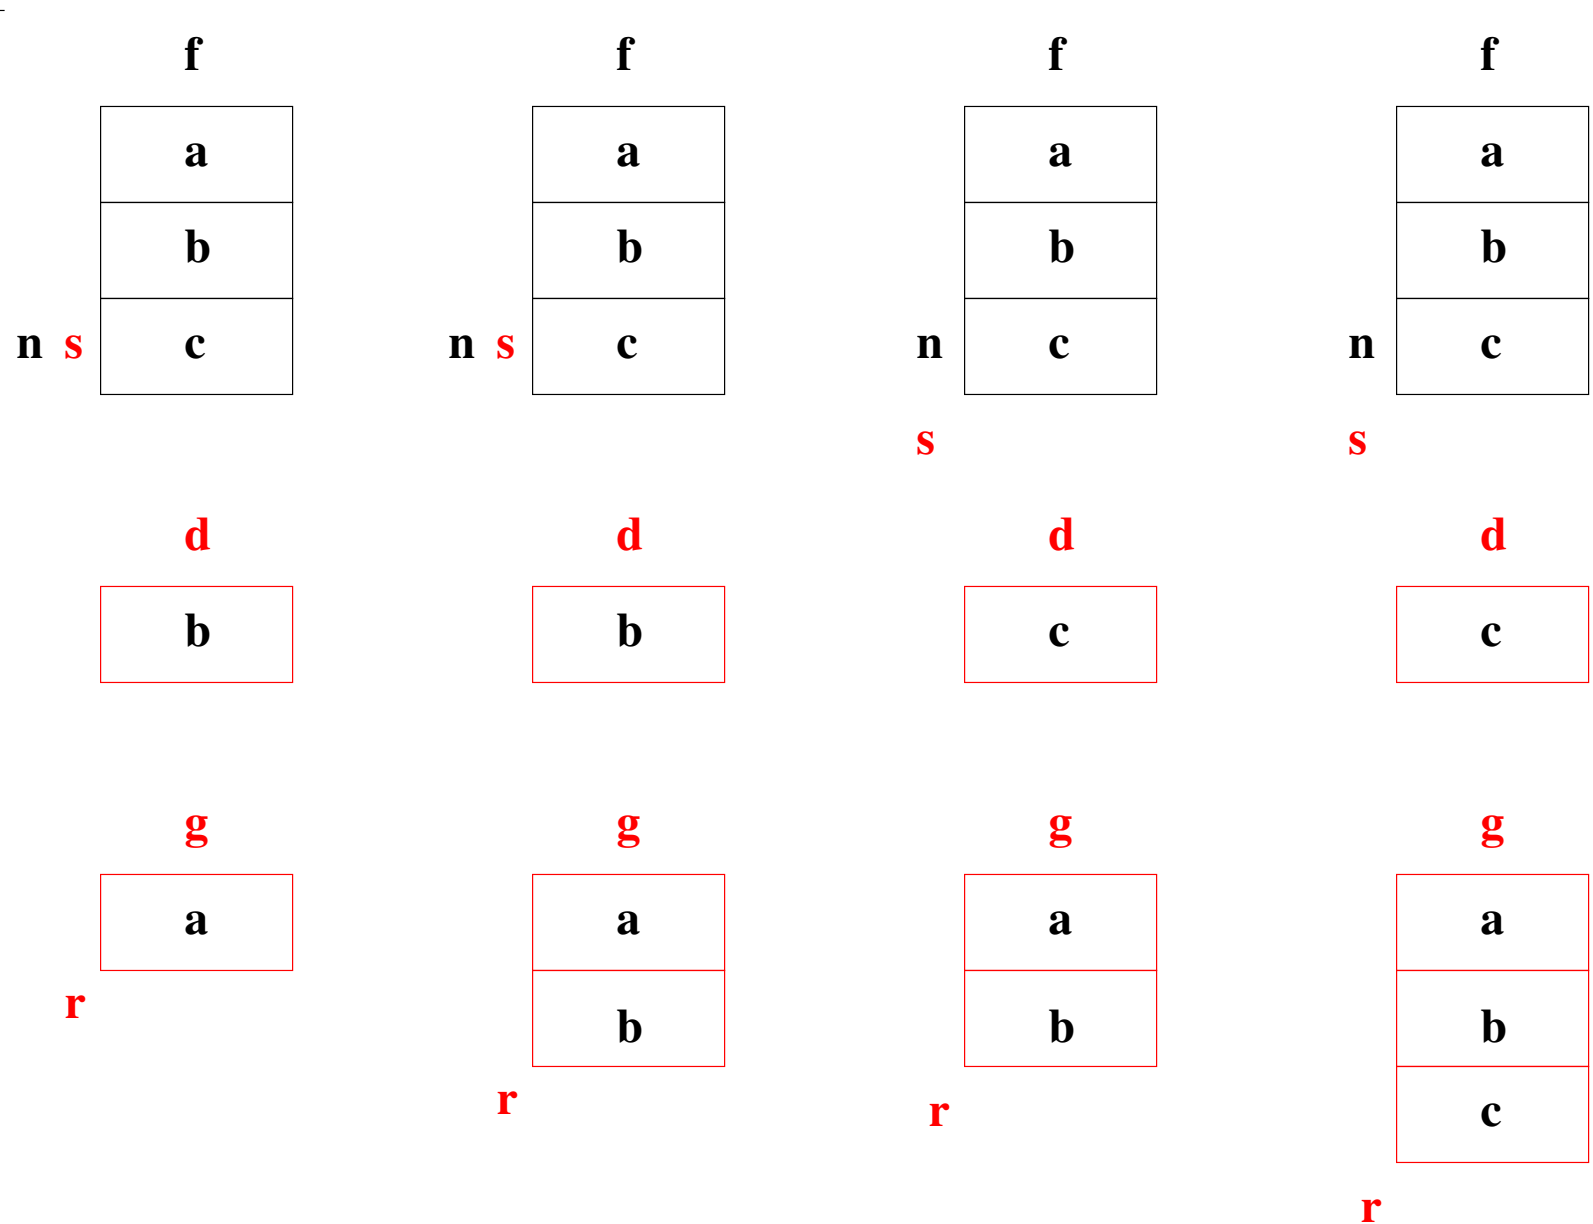 f f f f
a a a a
b b b b
n s c n s c n c n c
s s
d d d d
b b c c
g g g g
a a a a
r
b b b
r r c
r